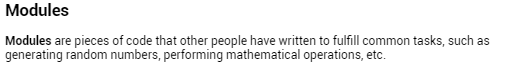 Modules
Modules are pieces of code that other people have written to fulfill common tasks, such as
generating random numbers, performing mathematical operations, etc.